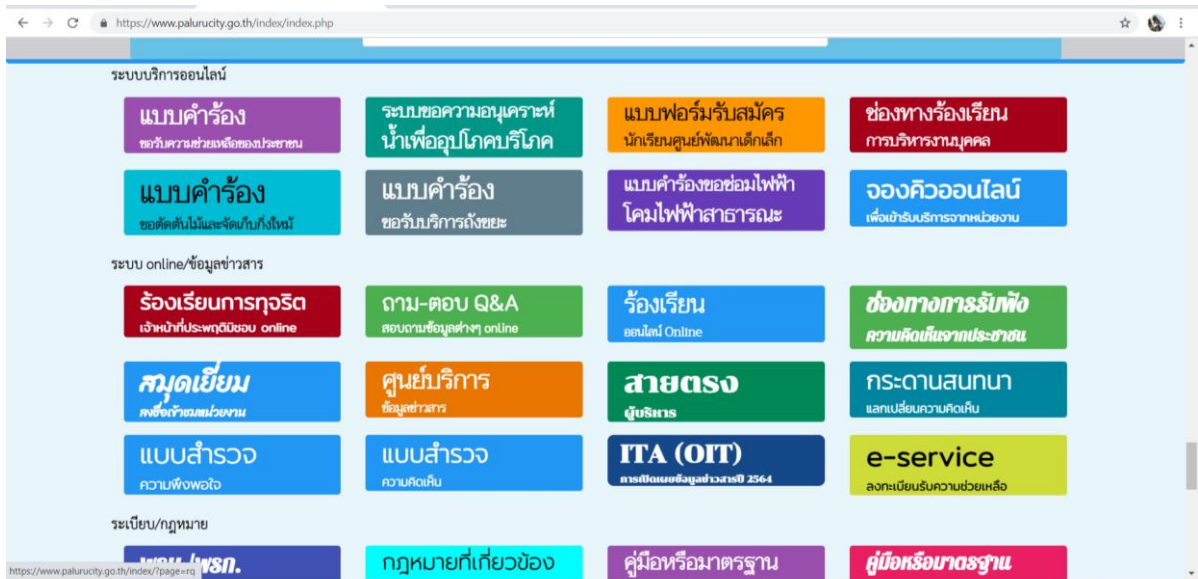 https://www.palurucity.go.th/index/index.php
ระบบบริการออนไลน์
แบบคำร้อง
ขอรับความช่วยเหลือของประชาชน
ระบบขอความอนุเคราะห์
น้ำเพื่ออุปโภคบริโภค
แบบฟอร์มรับสมัคร
นักเรียนศูนย์พัฒนาเด็กเล็ก
ช่องทางร้องเรียน
การบริหารงานบุคคล
แบบคำร้อง
ขอตัดต้นไม้และจัดเก็บกิ่งไหม้
แบบคำร้อง
ขอรับบริการถังขยะ
แบบคำร้องขอซ่อมไฟฟ้า
โคมไฟฟ้าสาธารณะ
จองคิวออนไลน์
เพื่อเข้ารับบริการจากหน่วยงาน
ระบบ online/ข้อมูลข่าวสาร
ร้องเรียนการทุจริต
เจ้าหน้าที่ประพฤติมิชอบ online
ถาม-ตอบ Q&A
สอบถามข้อมูลต่างๆ online
ร้องเรียน
ออนไลน์ Online
ช่องทางการรับฟัง
ความคิดเห็นจากประชาชน
สมุดเยี่ยม
ลงชื่อเข้าชมหน่วยงาน
ศูนย์บริการ
ข้อมูลข่าวสาร
สายตรง
ผู้บริหาร
กระดานสนทนา
แลกเปลี่ยนความคิดเห็น
แบบสำรวจ
ความพึงพอใจ
แบบสำรวจ
ความคิดเห็น
ITA (OIT)
การเปิดเผยข้อมูลข่าวสารปี 2564
e-service
ลงทะเบียนรับความช่วยเหลือ
ระเบียบ/กฎหมาย
พรบ./พรก.
กฎหมายที่เกี่ยวข้อง
คู่มือหรือมาตรฐาน
คู่มือหรือมาตรฐาน
https://www.palurucity.go.th/index/?page=rq